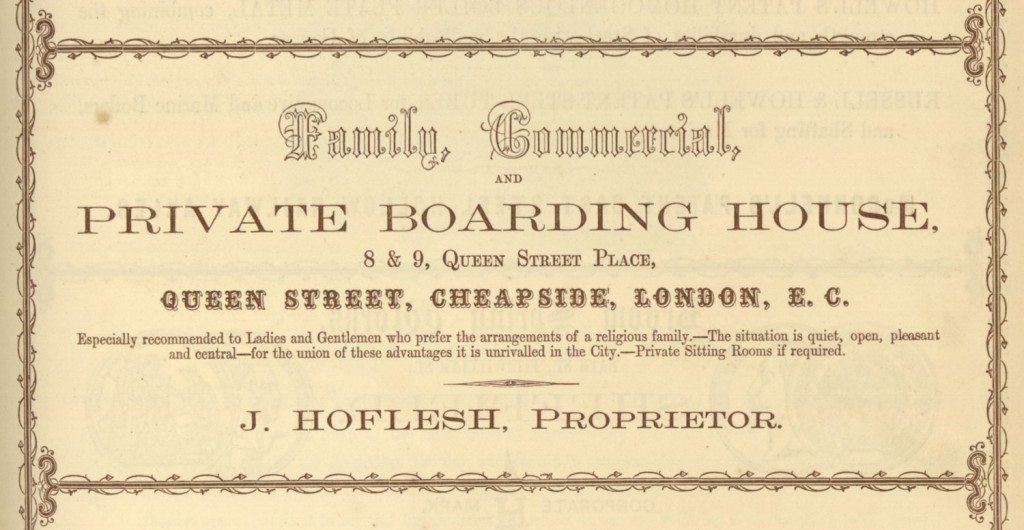 Family, Commercial,
AND
PRIVATE BOARDING HOUSE,
8 & 9, QUEEN STREET PLACE,
QUEEN STREET, CHEAPSIDE, LONDON, E. C.
Especially recommended to Ladies and Gentlemen who prefer the arrangements of a religious family.—The situation is quiet, open, pleasant
and central—for the union of these advantages it is unrivalled in the City.—Private Sitting Rooms if required.
J. HOFLESH, PROPRIETOR.